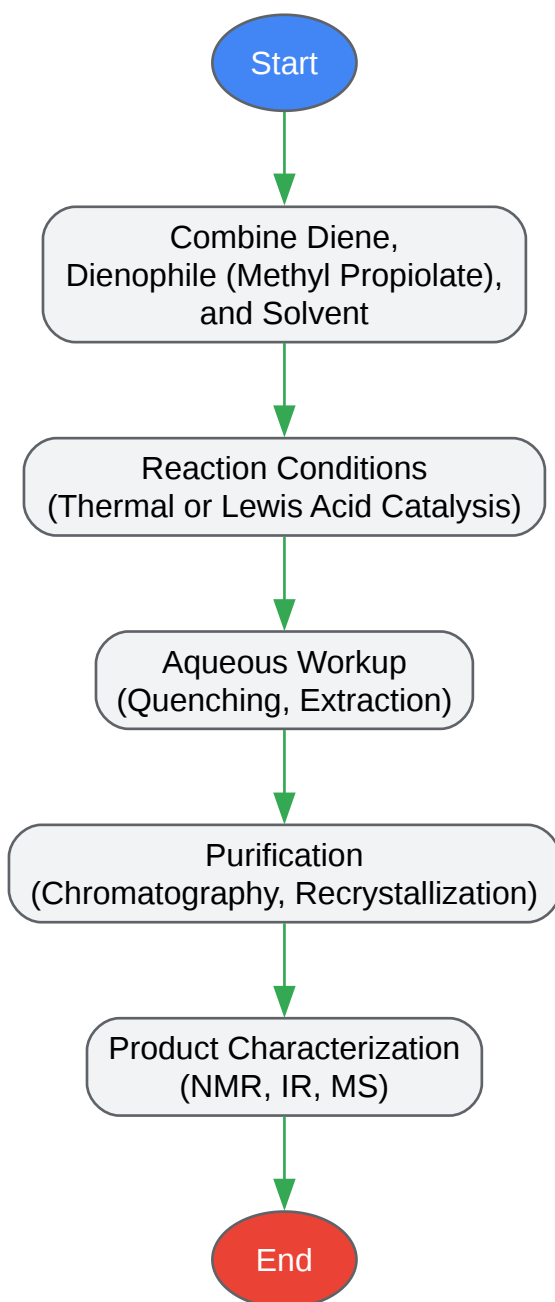 Start
Combine Diene,
Dienophile (Methyl Propiolate),
and Solvent
Reaction Conditions
(Thermal or Lewis Acid Catalysis)
Aqueous Workup
(Quenching, Extraction)
Purification
(Chromatography, Recrystallization)
Product Characterization
(NMR, IR, MS)
End